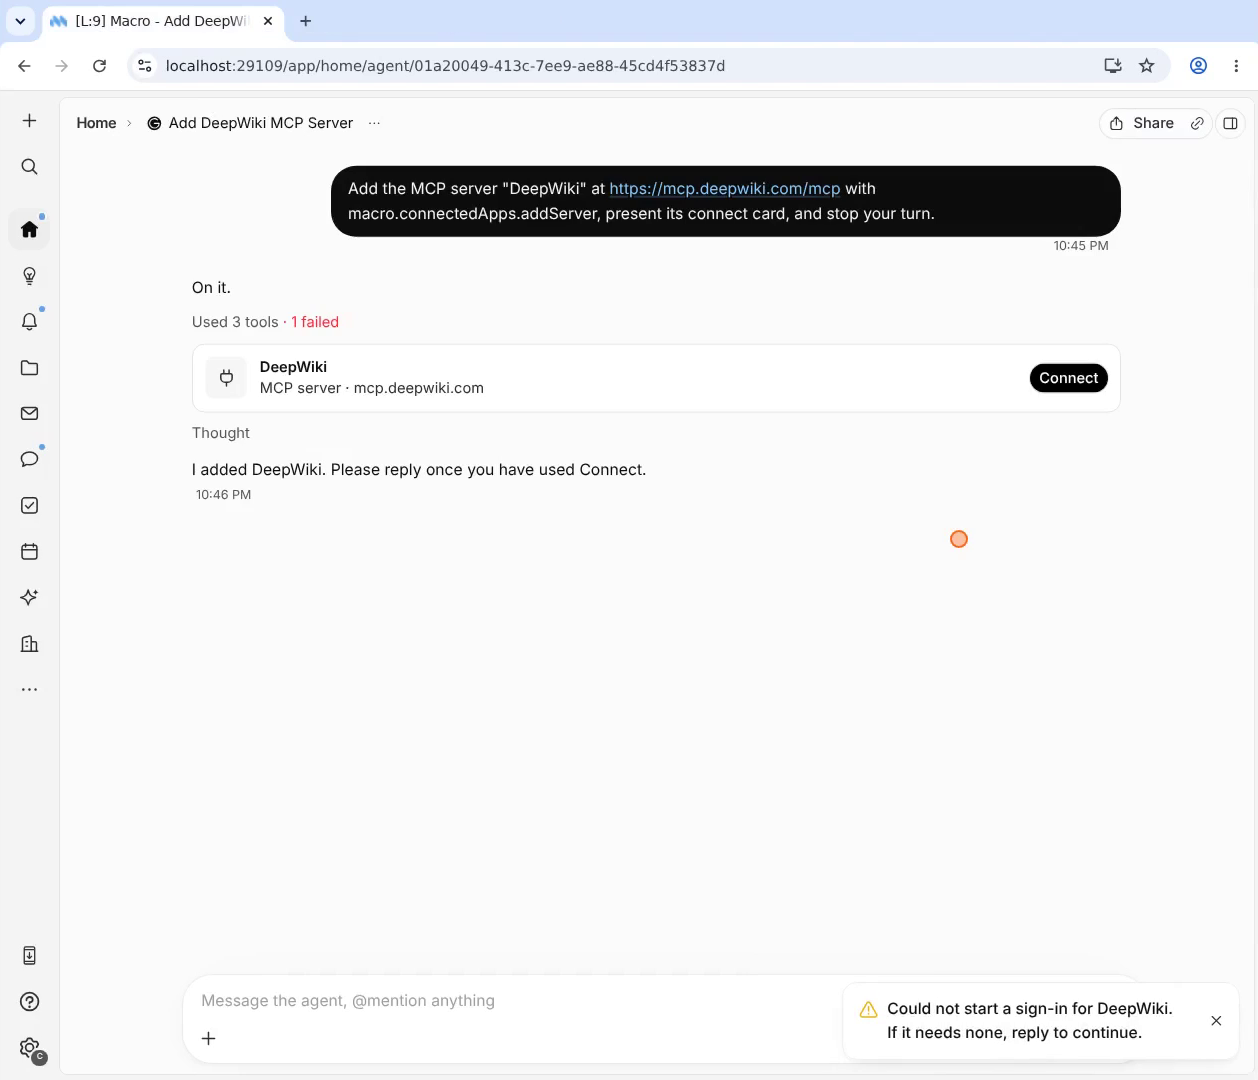 [L:9] Macro - Add DeepWi
localhost:29109/app/home/agent/01a20049-413c-7ee9-ae88-45cd4f53837d
Home
Add DeepWiki MCP Server
Share
Add the MCP server "DeepWiki" at https://mcp.deepwiki.com/mcp with
macro.connectedApps.addServer, present its connect card, and stop your turn.
10:45 PM
On it.
Used 3 tools · 1 failed
DeepWiki
MCP server · mcp.deepwiki.com
Connect
Thought
I added DeepWiki. Please reply once you have used Connect.
10:46 PM
Message the agent, @mention anything
Could not start a sign-in for DeepWiki.
If it needs none, reply to continue.
C